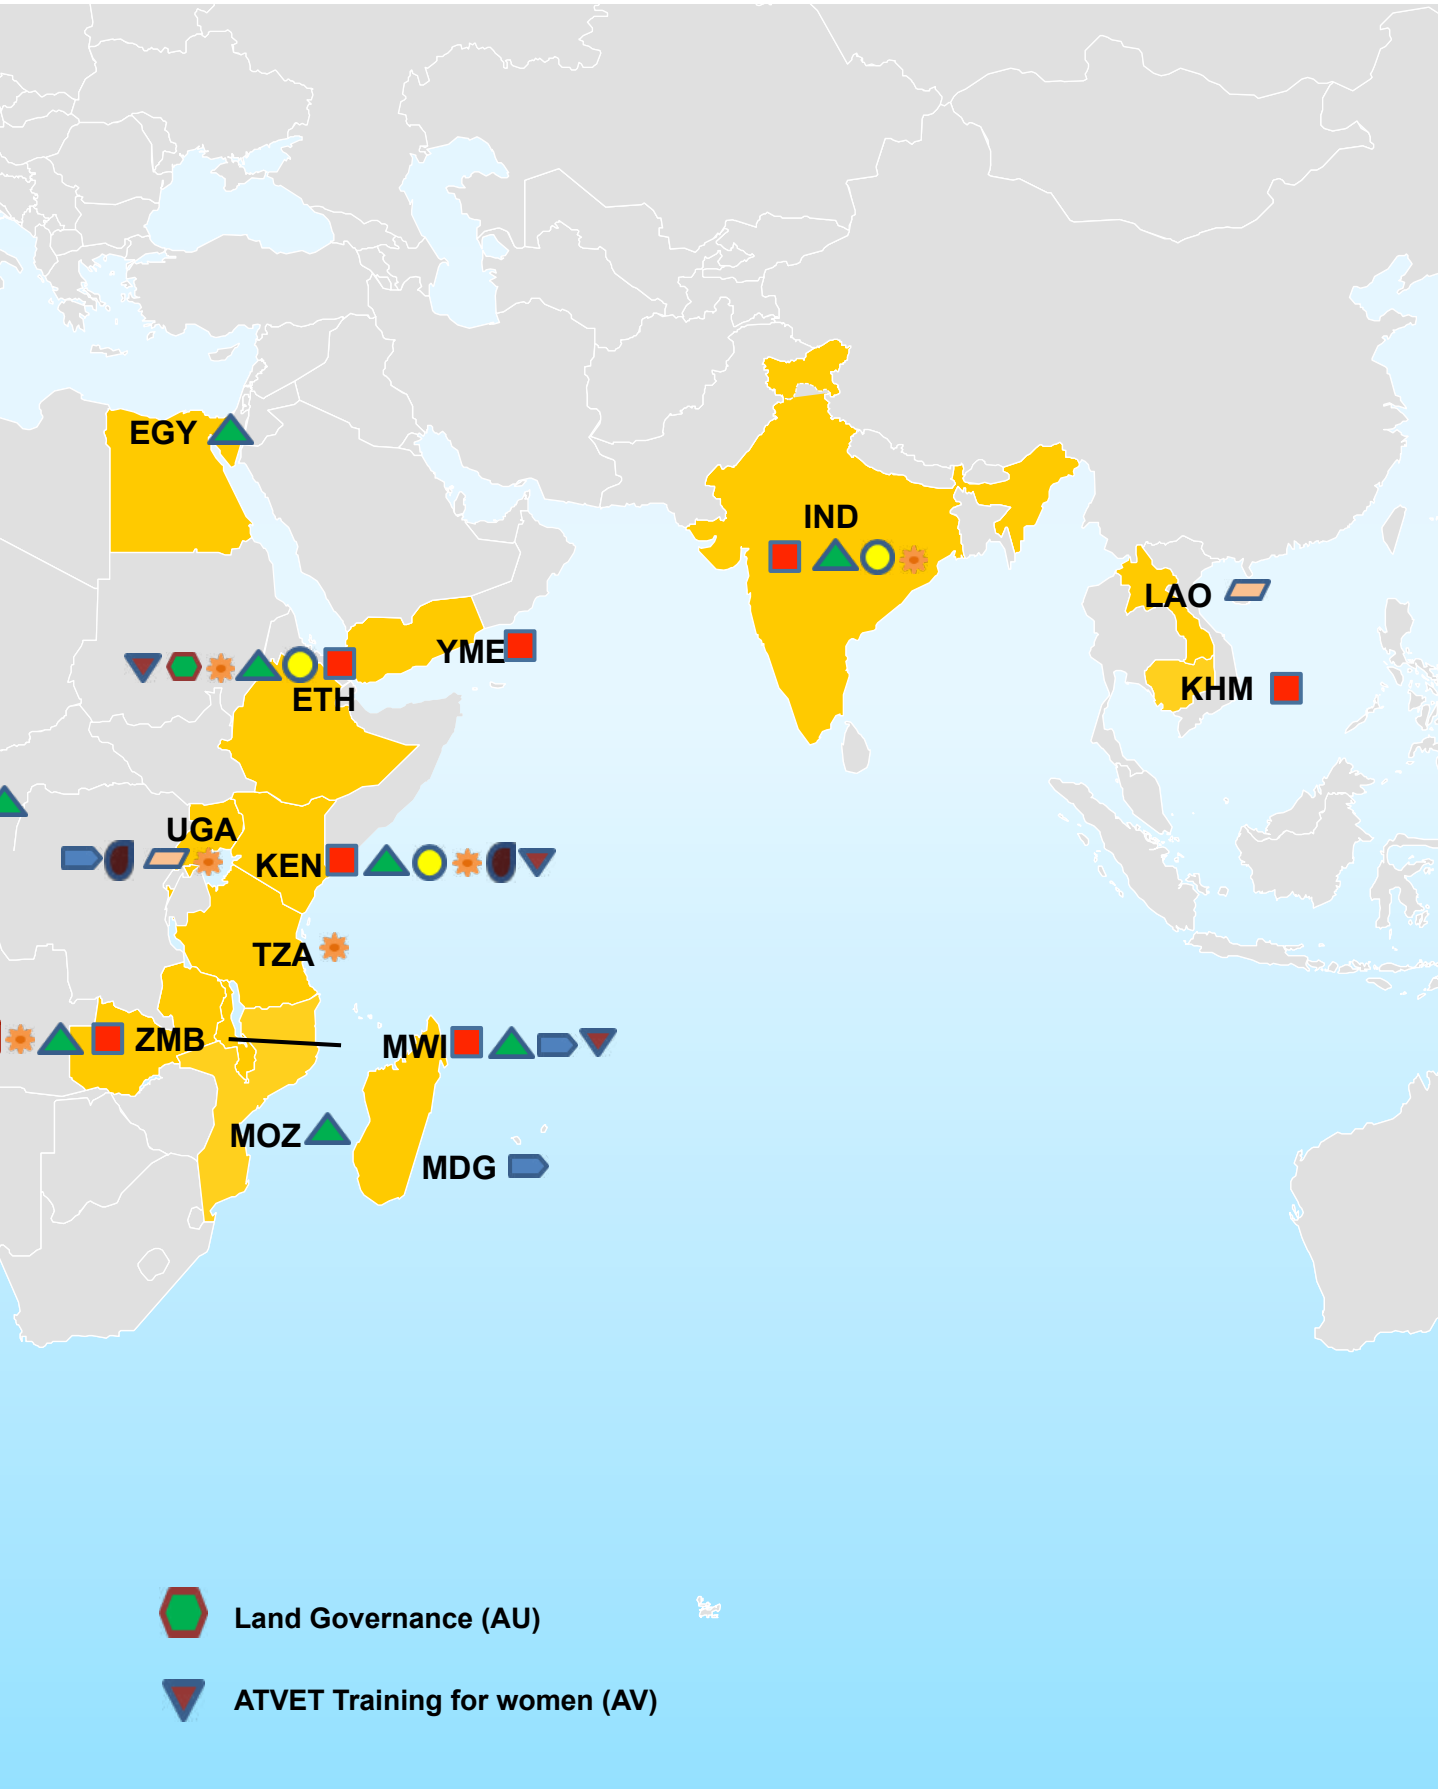 EGY
IND
LAO
YME
KHM
ETH
UGA
KEN
TZA
ZMB
MWI
MOZ
MDG
Land Governance (AU)
ATVET Training for women (AV)